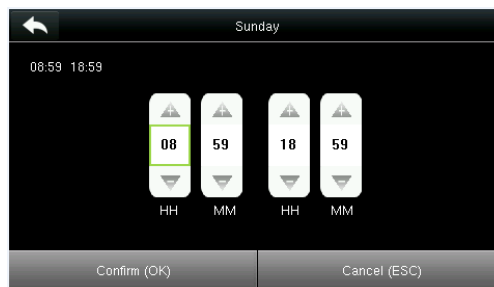 Sunday
08:59 18:59
08 59 18 59
HH MM HH MM
Confirm (OK) Cancel (ESC)